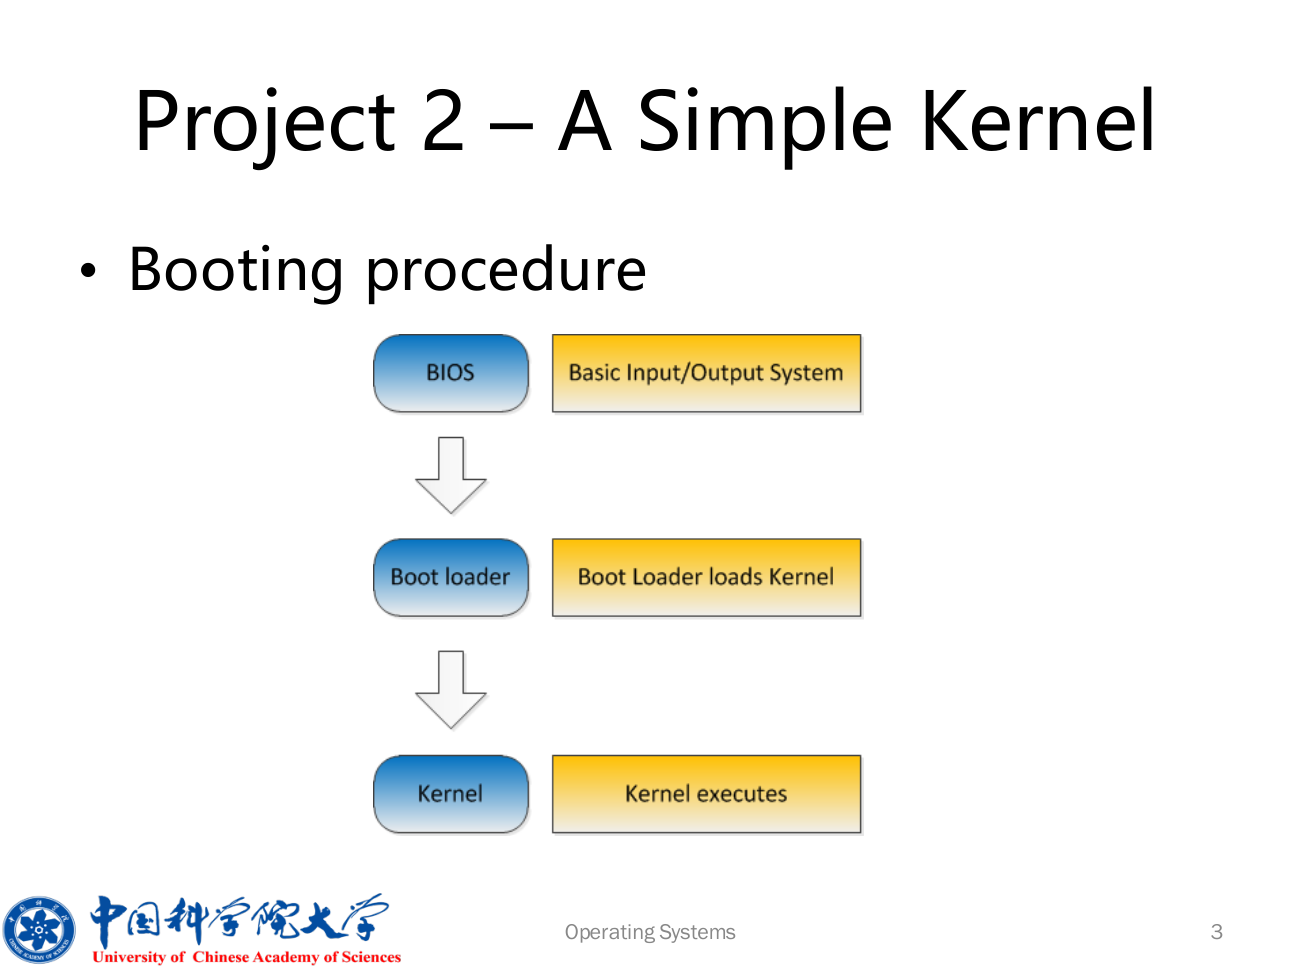 Project 2 – A Simple Kernel
• Booting procedure
BIOS
Basic Input/Output System
Boot loader
Boot Loader loads Kernel
Kernel
Kernel executes
中国科学院大学
University of Chinese Academy of Sciences
Operating Systems
3